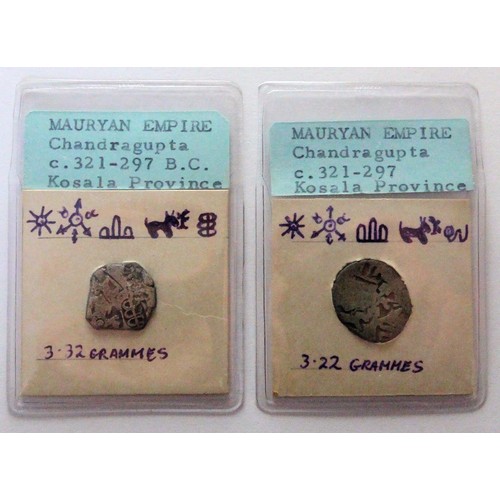 MAURYAN EMPIRE
Chandragupta
c.321-297 B.C.
Kosala Province
3.32 GRAMMES
MAURYAN EMPIRE
Chandragupta
c.321-297
Kosala Province
3.22 GRAMMES